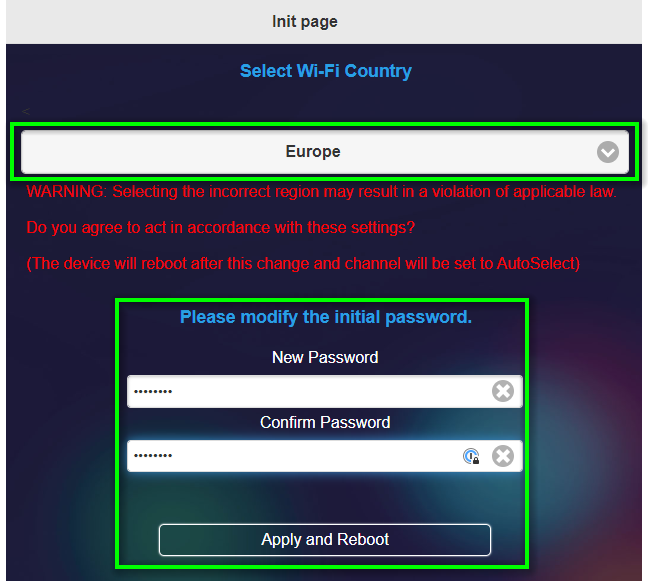 Init page
Select Wi-Fi Country
<
Europe
WARNING: Selecting the incorrect region may result in a violation of applicable law.
Do you agree to act in accordance with these settings?
(The device will reboot after this change and channel will be set to AutoSelect)
Please modify the initial password.
New Password
••••••••
Confirm Password
••••••••
Apply and Reboot